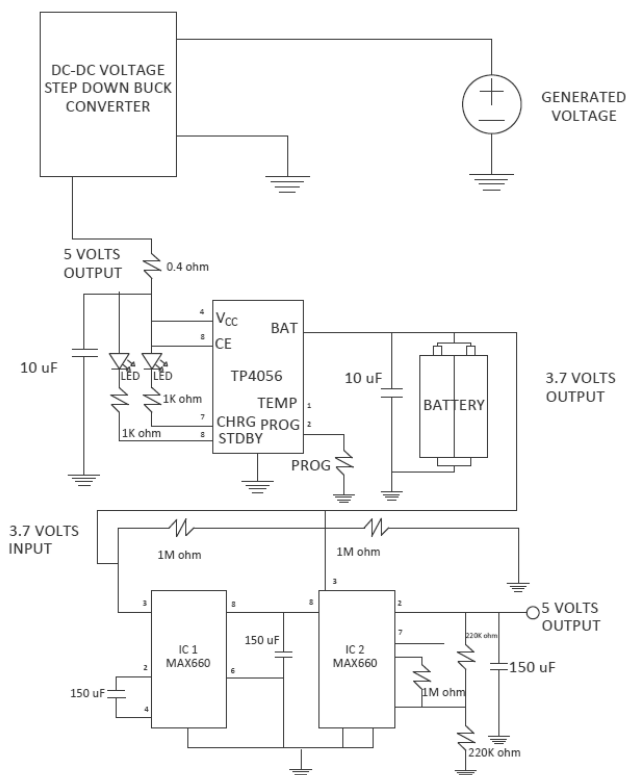 DC-DC VOLTAGE
STEP DOWN BUCK
CONVERTER
GENERATED
VOLTAGE
5 VOLTS
OUTPUT
0.4 ohm
4
VCC
BAT
8
CE
10 uF
LED
LED
TP4056
10 uF
BATTERY
3.7 VOLTS
OUTPUT
1K ohm
TEMP
1
7
CHRG
PROG
2
1K ohm
8
STDBY
PROG
3.7 VOLTS
INPUT
1M ohm
1M ohm
3
3
8
8
2
5 VOLTS
OUTPUT
IC 1
MAX660
150 uF
IC 2
MAX660
7
220K ohm
150 uF
2
6
150 uF
4
1M ohm
220K ohm